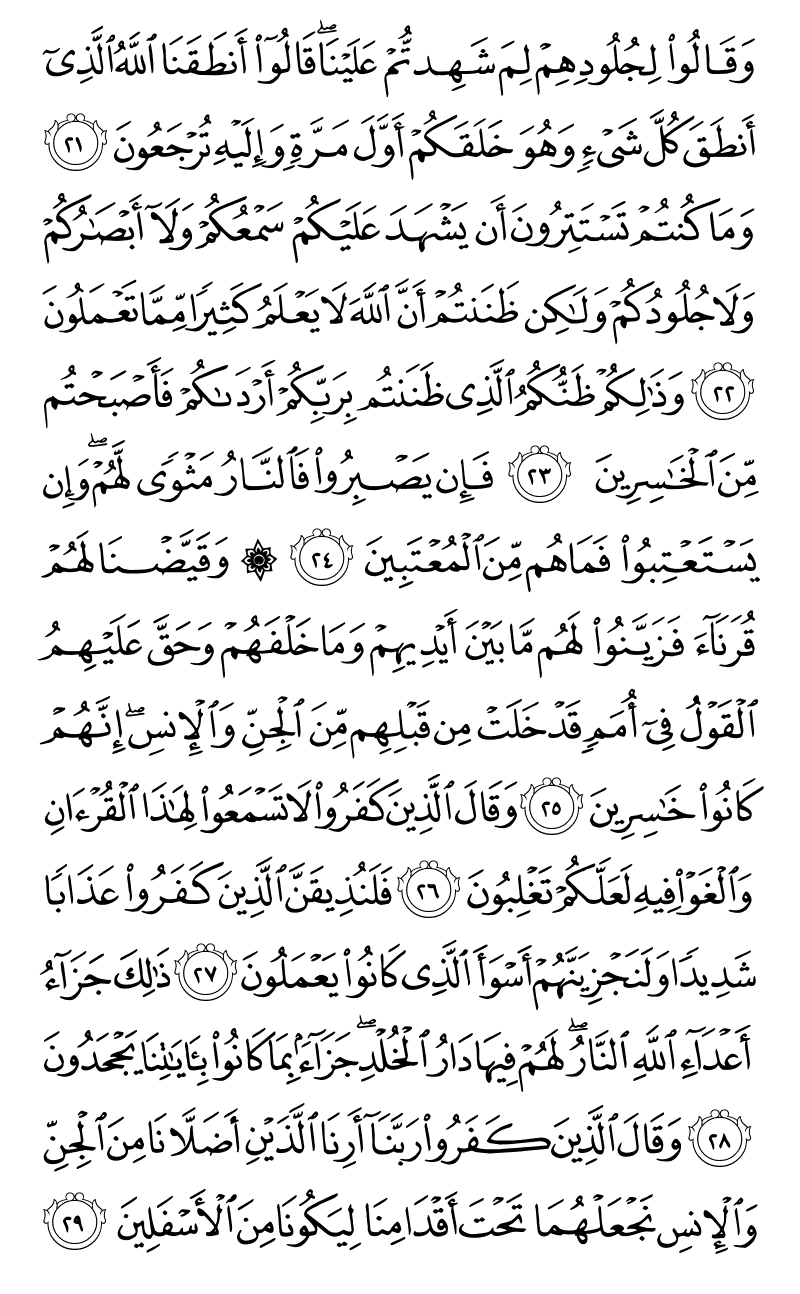 وَقَالُوا۟ لِجُلُودِهِمْ لِمَ شَهِدتُّمْ عَلَيْنَا ۖ قَالُوٓا۟ أَنطَقَنَا ٱللَّهُ ٱلَّذِىٓ
أَنطَقَ كُلَّ شَىْءٍ وَهُوَ خَلَقَكُمْ أَوَّلَ مَرَّةٍ وَإِلَيْهِ تُرْجَعُونَ ٢١
وَمَا كُنتُمْ تَسْتَتِرُونَ أَن يَشْهَدَ عَلَيْكُمْ سَمْعُكُمْ وَلَآ أَبْصَٰرُكُمْ
وَلَا جُلُودُكُمْ وَلَٰكِن ظَنَنتُمْ أَنَّ ٱللَّهَ لَا يَعْلَمُ كَثِيرًا مِّمَّا تَعْمَلُونَ
٢٢ وَذَٰلِكُمْ ظَنُّكُمُ ٱلَّذِى ظَنَنتُم بِرَبِّكُمْ أَرْدَىٰكُمْ فَأَصْبَحْتُم
مِّنَ ٱلْخَٰسِرِينَ ٢٣ فَإِن يَصْبِرُوا۟ فَٱلنَّارُ مَثْوًى لَّهُمْ ۖ وَإِن
يَسْتَعْتِبُوا۟ فَمَا هُم مِّنَ ٱلْمُعْتَبِينَ ٢٤ ۞ وَقَيَّضْنَا لَهُمْ
قُرَنَآءَ فَزَيَّنُوا۟ لَهُم مَّا بَيْنَ أَيْدِيهِمْ وَمَا خَلْفَهُمْ وَحَقَّ عَلَيْهِمُ
ٱلْقَوْلُ فِىٓ أُمَمٍ قَدْ خَلَتْ مِن قَبْلِهِم مِّنَ ٱلْجِنِّ وَٱلْإِنسِ ۖ إِنَّهُمْ
كَانُوا۟ خَٰسِرِينَ ٢٥ وَقَالَ ٱلَّذِينَ كَفَرُوا۟ لَا تَسْمَعُوا۟ لِهَٰذَا ٱلْقُرْءَانِ
وَٱلْغَوْا۟ فِيهِ لَعَلَّكُمْ تَغْلِبُونَ ٢٦ فَلَنُذِيقَنَّ ٱلَّذِينَ كَفَرُوا۟ عَذَابًا
شَدِيدًا وَلَنَجْزِيَنَّهُمْ أَسْوَأَ ٱلَّذِى كَانُوا۟ يَعْمَلُونَ ٢٧ ذَٰلِكَ جَزَآءُ
أَعْدَآءِ ٱللَّهِ ٱلنَّارُ ۖ لَهُمْ فِيهَا دَارُ ٱلْخُلْدِ ۖ جَزَآءًۢ بِمَا كَانُوا۟ بِـَٔايَٰتِنَا يَجْحَدُونَ
٢٨ وَقَالَ ٱلَّذِينَ كَفَرُوا۟ رَبَّنَآ أَرِنَا ٱلَّذَيْنِ أَضَلَّانَا مِنَ ٱلْجِنِّ
وَٱلْإِنسِ نَجْعَلْهُمَا تَحْتَ أَقْدَامِنَا لِيَكُونَا مِنَ ٱلْأَسْفَلِينَ ٢٩